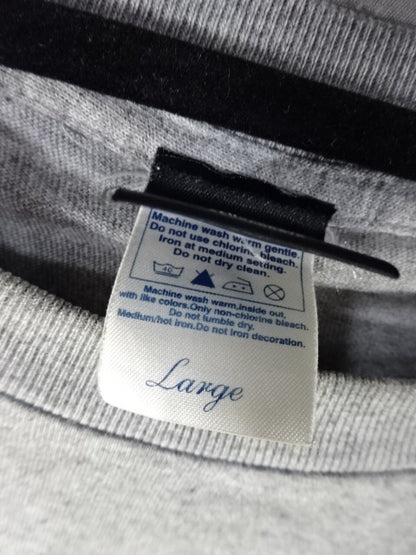 Machine wash warm gentle.
Do not use chlorine bleach.
Iron at medium setting.
Do not dry clean.
40
Machine wash warm,inside out,
with like colors.Only non-chlorine bleach.
Do not tumble dry.
Medium/hot iron.Do not iron decoration.
Large